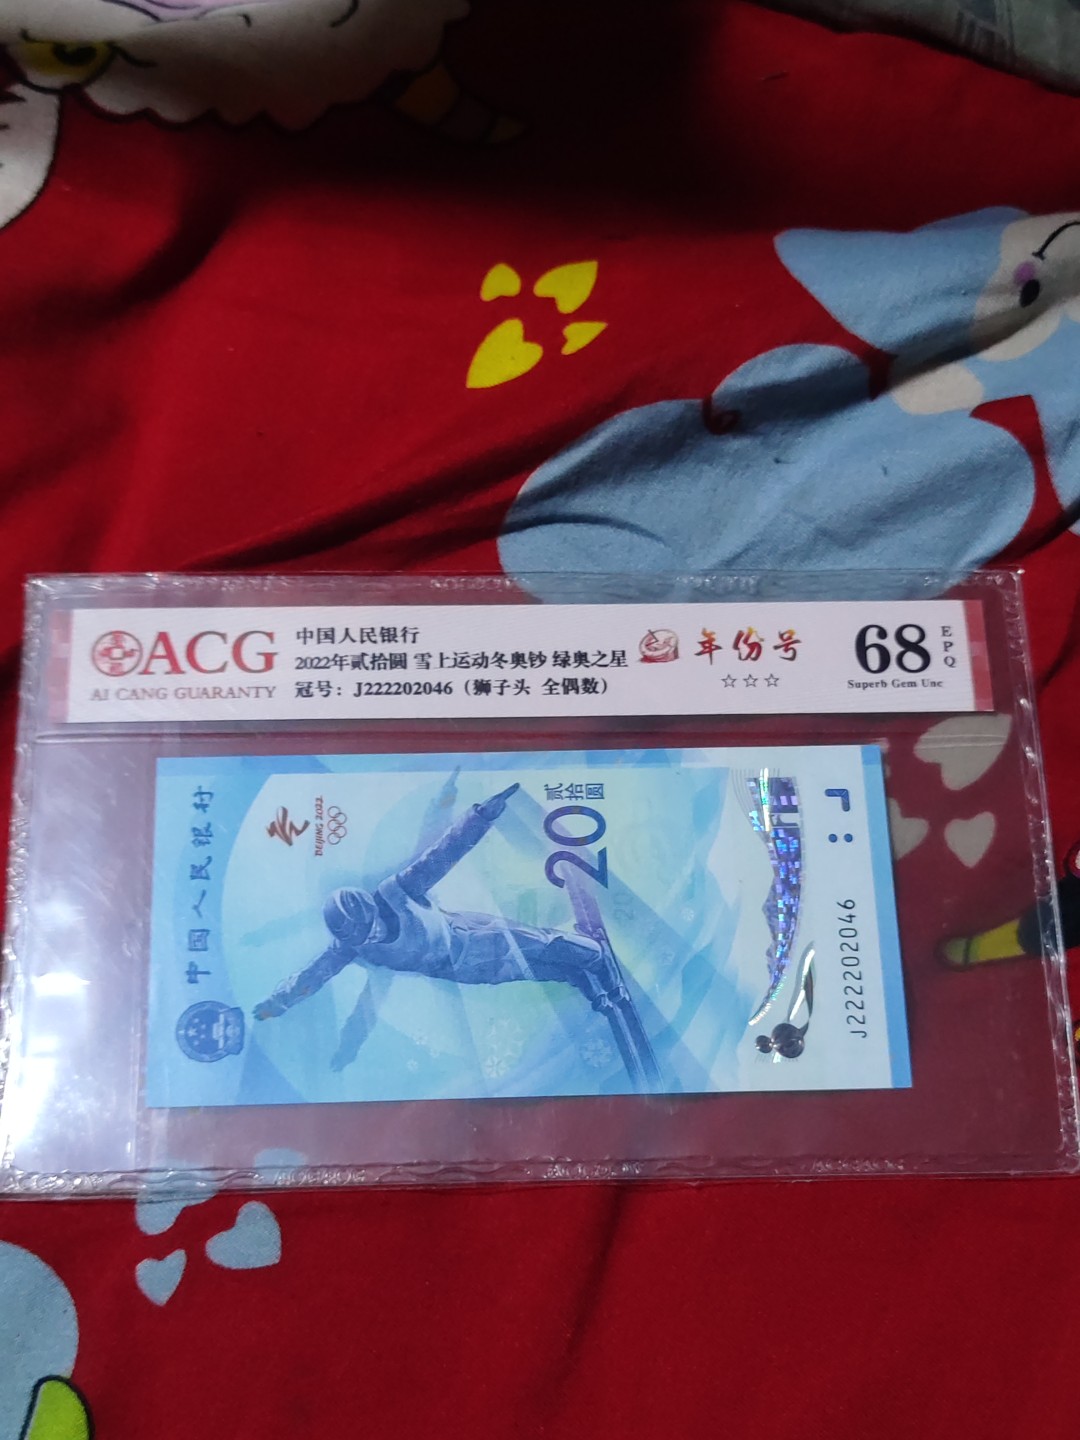 ACG
AI CANG GUARANTY
中国人民银行
2022年贰拾圆 雪上运动冬奥钞 绿奥之星
冠号：J222202046（狮子头 全偶数）
年份号
☆☆☆
68
EPQ
Superb Gem Unc
中国人民银行
BEIJING 2022
贰拾圆
20
20
J222202046